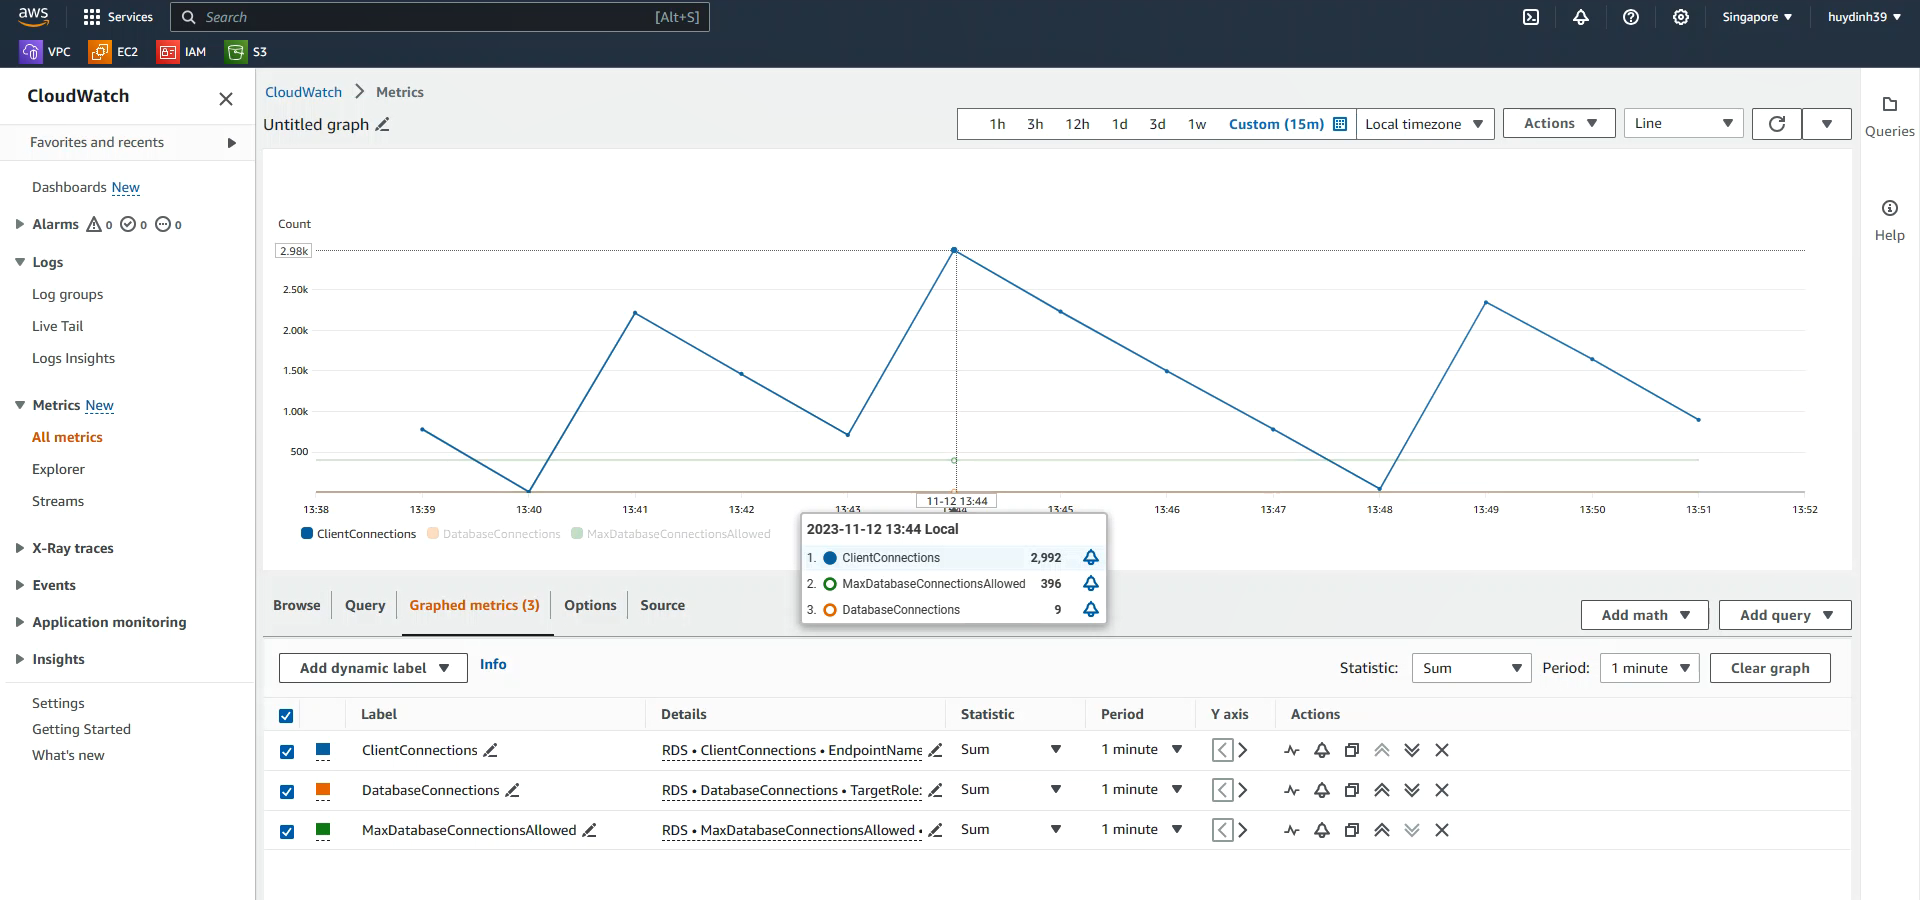 aws Services Search [Alt+S] Singapore huydinh39
VPC EC2 IAM S3
CloudWatch
Favorites and recents
Dashboards New
Alarms 0 0 0
Logs
Log groups
Live Tail
Logs Insights
Metrics New
All metrics
Explorer
Streams
X-Ray traces
Events
Application monitoring
Insights
Settings
Getting Started
What's new
CloudWatch Metrics
Untitled graph
1h 3h 12h 1d 3d 1w Custom (15m) Local timezone Actions Line
Queries
Help
Count
2.98k
2.50k
2.00k
1.50k
1.00k
500
11-12 13:44
13:38 13:39 13:40 13:41 13:42 13:43 13:45 13:46 13:47 13:48 13:49 13:50 13:51 13:52
ClientConnections DatabaseConnections MaxDatabaseConnectionsAllowed
2023-11-12 13:44 Local
1. ClientConnections 2,992
2. MaxDatabaseConnectionsAllowed 396
3. DatabaseConnections 9
Browse Query Graphed metrics (3) Options Source
Add math Add query
Add dynamic label Info Statistic: Sum Period: 1 minute Clear graph
Label Details Statistic Period Y axis Actions
ClientConnections RDS • ClientConnections • EndpointName Sum 1 minute
DatabaseConnections RDS • DatabaseConnections • TargetRole: Sum 1 minute
MaxDatabaseConnectionsAllowed RDS • MaxDatabaseConnectionsAllowed • Sum 1 minute